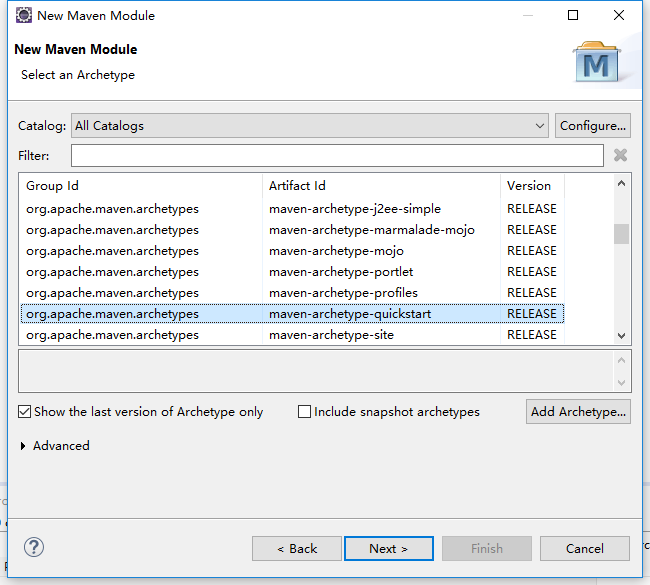 New Maven Module
New Maven Module
Select an Archetype
M
Catalog: All Catalogs Configure...
Filter:
Group Id Artifact Id Version
org.apache.maven.archetypes maven-archetype-j2ee-simple RELEASE
org.apache.maven.archetypes maven-archetype-marmalade-mojo RELEASE
org.apache.maven.archetypes maven-archetype-mojo RELEASE
org.apache.maven.archetypes maven-archetype-portlet RELEASE
org.apache.maven.archetypes maven-archetype-profiles RELEASE
org.apache.maven.archetypes maven-archetype-quickstart RELEASE
org.apache.maven.archetypes maven-archetype-site RELEASE
Show the last version of Archetype only Include snapshot archetypes Add Archetype...
Advanced
? < Back Next > Finish Cancel